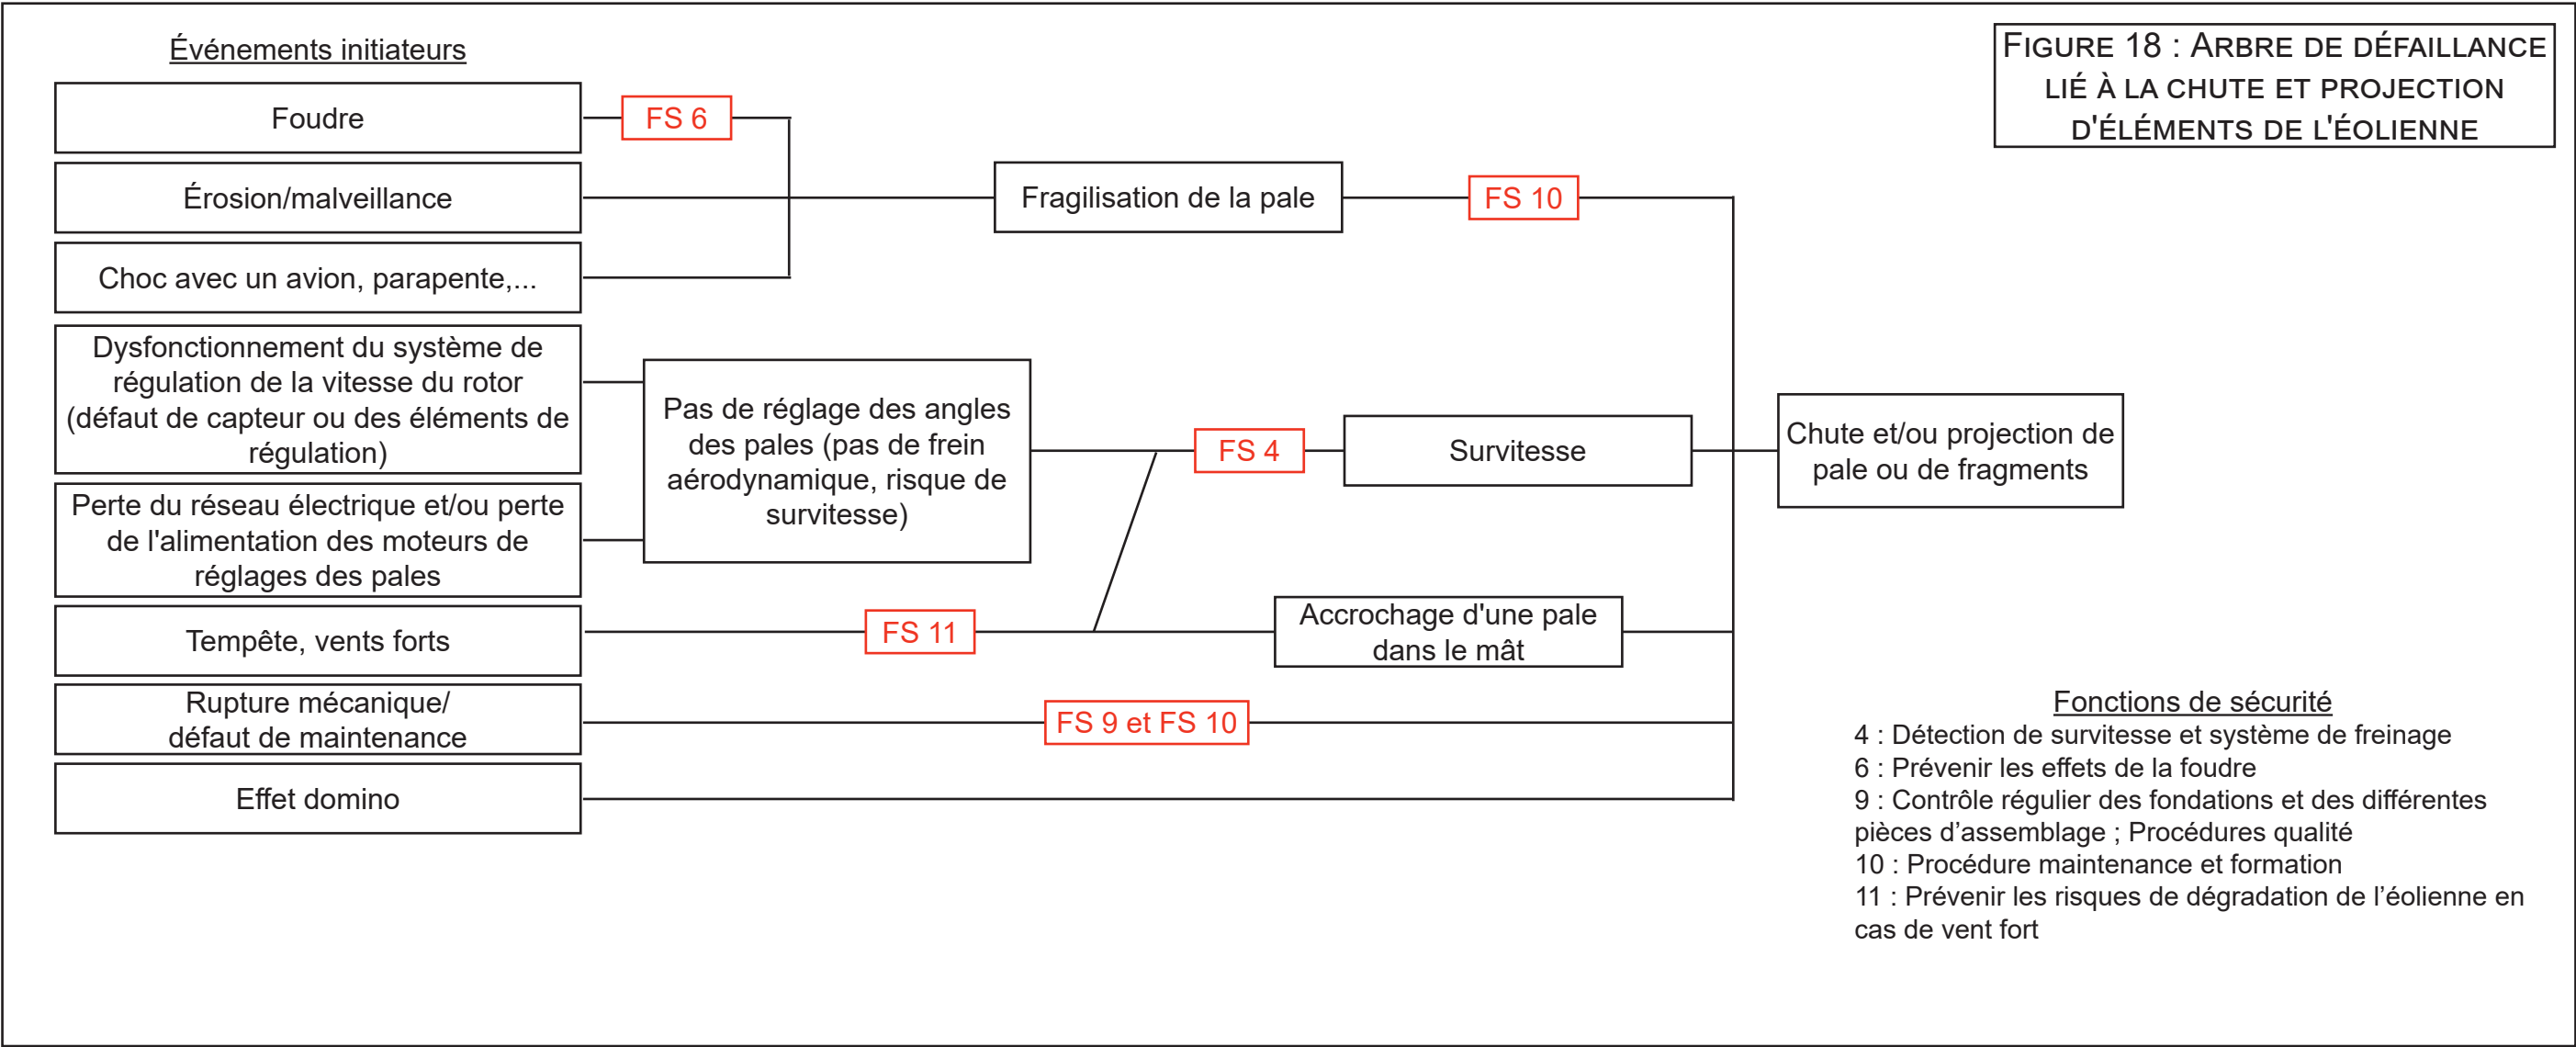 Événements initiateurs
FIGURE 18 : ARBRE DE DÉFAILLANCE
LIÉ À LA CHUTE ET PROJECTION
D'ÉLÉMENTS DE L'ÉOLIENNE
Foudre
FS 6
Érosion/malveillance
Fragilisation de la pale
FS 10
Choc avec un avion, parapente,...
Dysfonctionnement du système de
régulation de la vitesse du rotor
(défaut de capteur ou des éléments de
régulation)
Pas de réglage des angles
des pales (pas de frein
aérodynamique, risque de
survitesse)
FS 4
Survitesse
Chute et/ou projection de
pale ou de fragments
Perte du réseau électrique et/ou perte
de l'alimentation des moteurs de
réglages des pales
Tempête, vents forts
FS 11
Accrochage d'une pale
dans le mât
Rupture mécanique/
défaut de maintenance
FS 9 et FS 10
Effet domino
Fonctions de sécurité
4 : Détection de survitesse et système de freinage
6 : Prévenir les effets de la foudre
9 : Contrôle régulier des fondations et des différentes
pièces d’assemblage ; Procédures qualité
10 : Procédure maintenance et formation
11 : Prévenir les risques de dégradation de l’éolienne en
cas de vent fort